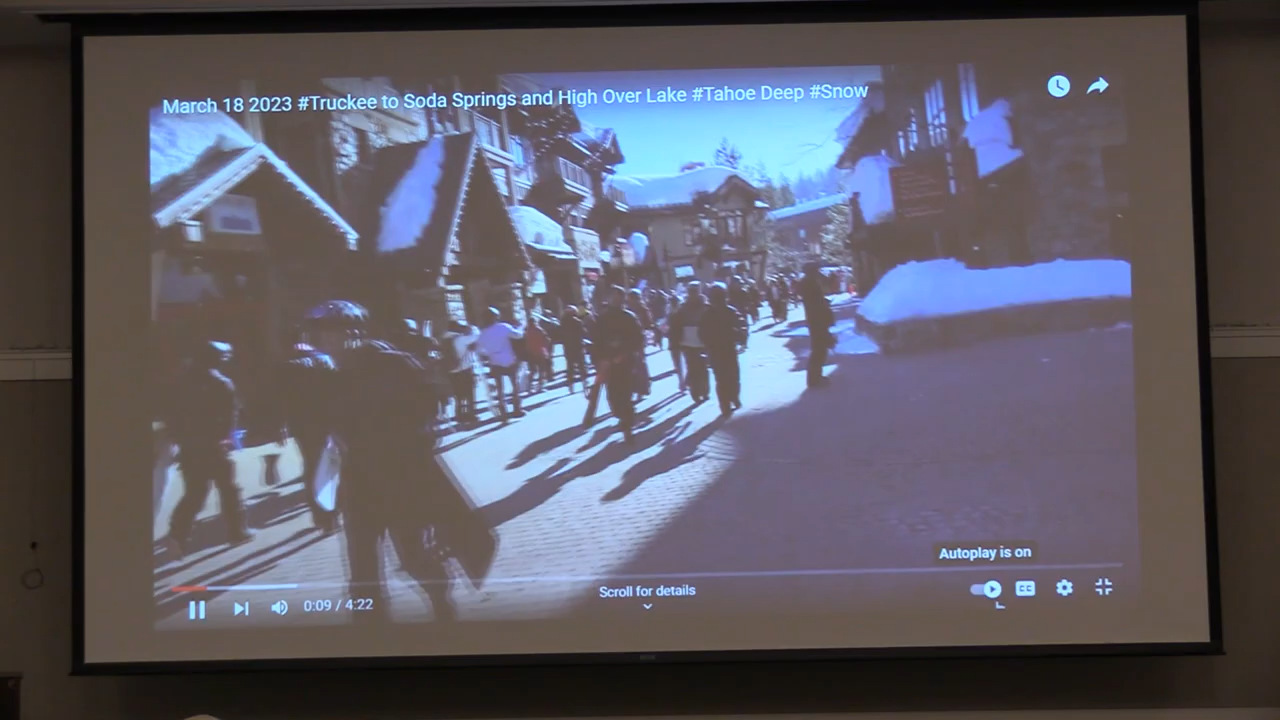 March 18 2023 #Truckee to Soda Springs and High Over Lake #Tahoe Deep #Snow
Autoplay is on
Scroll for details
0:09 / 4:22
CC